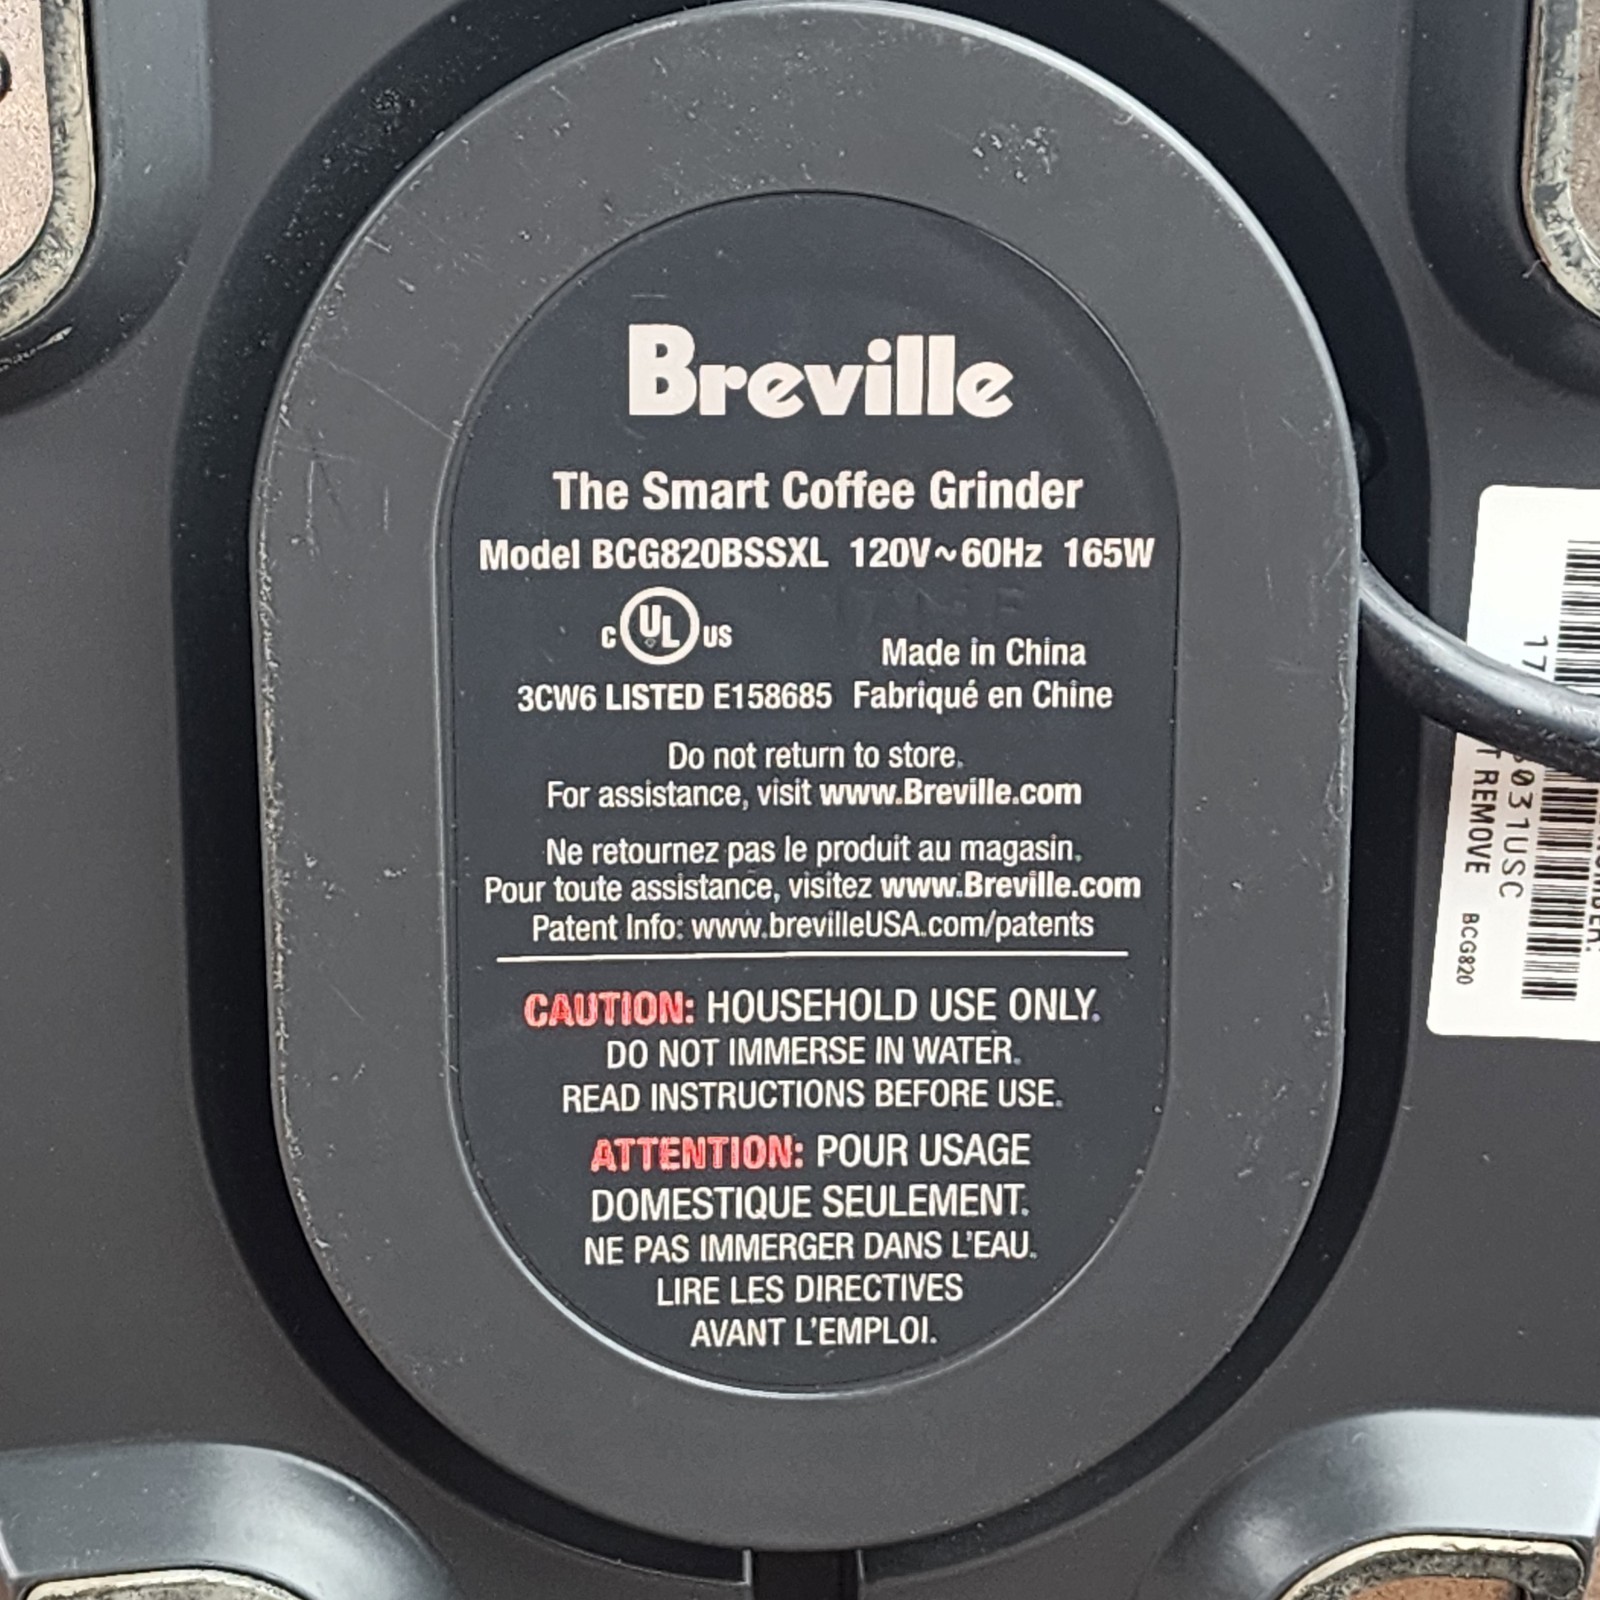 Breville
The Smart Coffee Grinder
Model BCG820BSSXL 120V~60Hz 165W
C UL US
Made in China
3CW6 LISTED E158685 Fabriqué en Chine
Do not return to store.
For assistance, visit www.Breville.com
Ne retournez pas le produit au magasin.
Pour toute assistance, visitez www.Breville.com
Patent Info: www.brevilleUSA.com/patents
CAUTION: HOUSEHOLD USE ONLY.
DO NOT IMMERSE IN WATER.
READ INSTRUCTIONS BEFORE USE.
ATTENTION: POUR USAGE
DOMESTIQUE SEULEMENT.
NE PAS IMMERGER DANS L'EAU.
LIRE LES DIRECTIVES
AVANT L'EMPLOI.
REMOVE BCG820